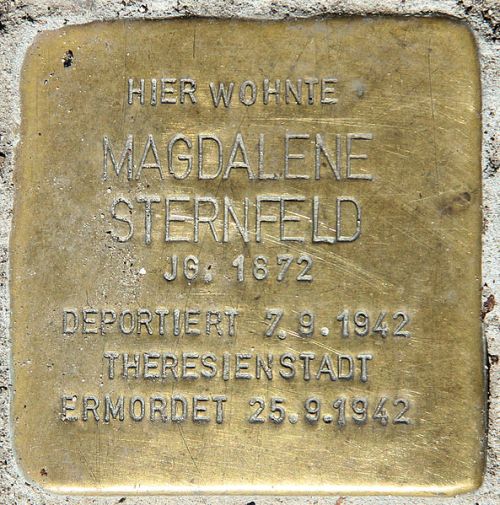 HIER WOHNTE
MAGDALENE
STERNFELD
JG. 1872
DEPORTIERT 7.9.1942
THERESIENSTADT
ERMORDET 25.9.1942